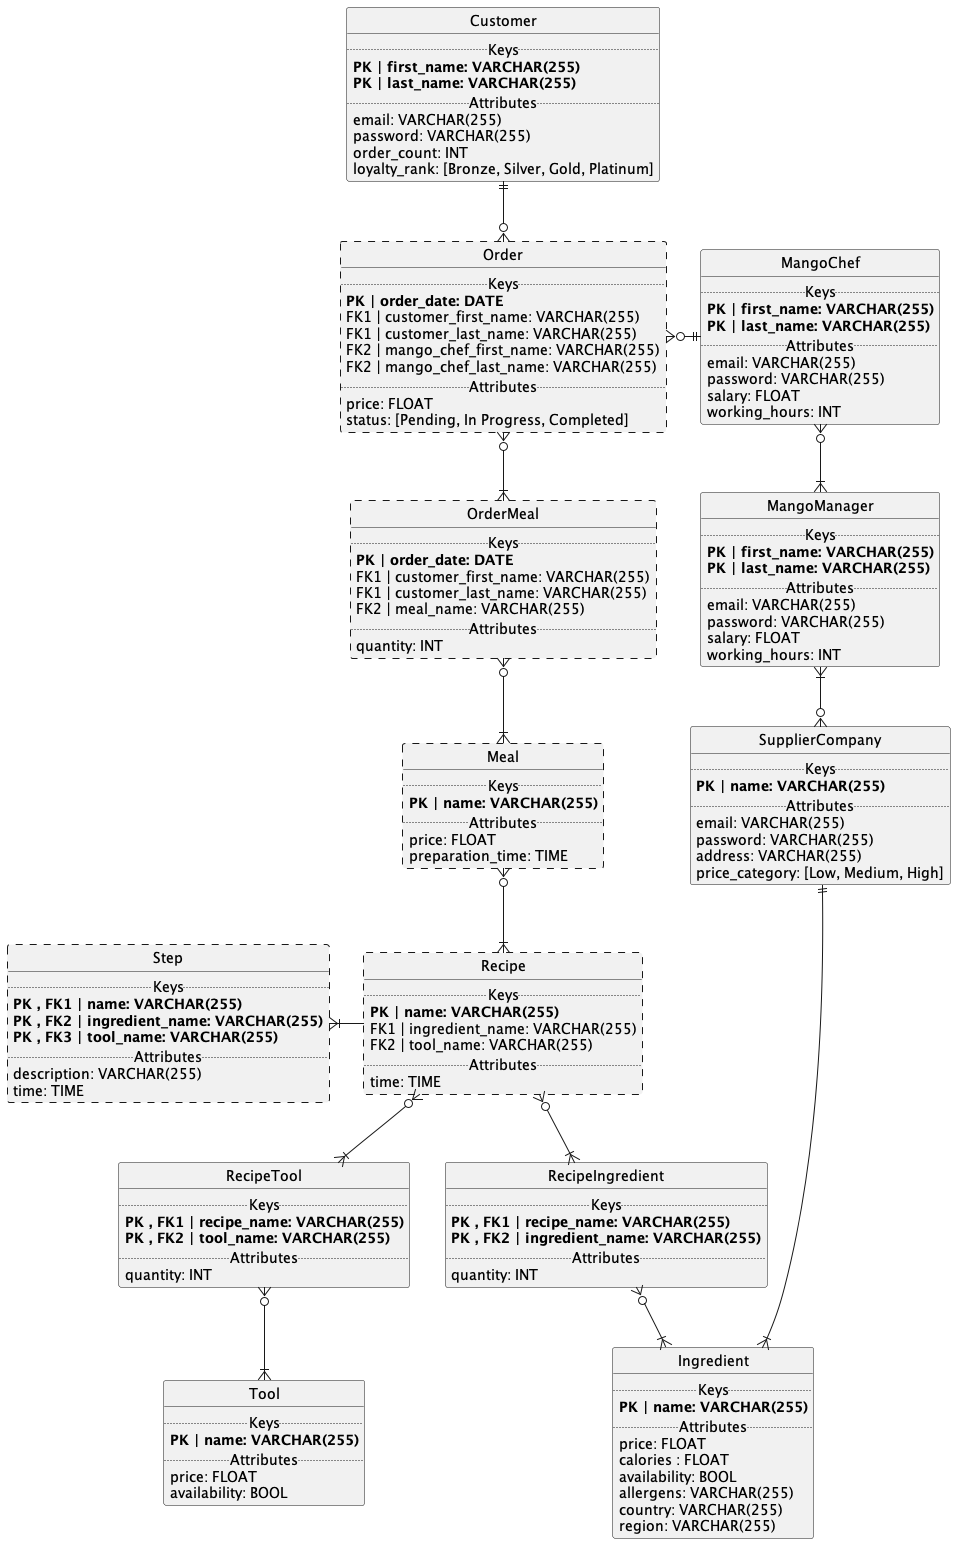 Customer
Keys
PK | first_name: VARCHAR(255)
PK | last_name: VARCHAR(255)
Attributes
email: VARCHAR(255)
password: VARCHAR(255)
order_count: INT
loyalty_rank: [Bronze, Silver, Gold, Platinum]
Order
Keys
PK | order_date: DATE
FK1 | customer_first_name: VARCHAR(255)
FK1 | customer_last_name: VARCHAR(255)
FK2 | mango_chef_first_name: VARCHAR(255)
FK2 | mango_chef_last_name: VARCHAR(255)
Attributes
price: FLOAT
status: [Pending, In Progress, Completed]
MangoChef
Keys
PK | first_name: VARCHAR(255)
PK | last_name: VARCHAR(255)
Attributes
email: VARCHAR(255)
password: VARCHAR(255)
salary: FLOAT
working_hours: INT
OrderMeal
Keys
PK | order_date: DATE
FK1 | customer_first_name: VARCHAR(255)
FK1 | customer_last_name: VARCHAR(255)
FK2 | meal_name: VARCHAR(255)
Attributes
quantity: INT
MangoManager
Keys
PK | first_name: VARCHAR(255)
PK | last_name: VARCHAR(255)
Attributes
email: VARCHAR(255)
password: VARCHAR(255)
salary: FLOAT
working_hours: INT
Meal
Keys
PK | name: VARCHAR(255)
Attributes
price: FLOAT
preparation_time: TIME
SupplierCompany
Keys
PK | name: VARCHAR(255)
Attributes
email: VARCHAR(255)
password: VARCHAR(255)
address: VARCHAR(255)
price_category: [Low, Medium, High]
Step
Keys
PK , FK1 | name: VARCHAR(255)
PK , FK2 | ingredient_name: VARCHAR(255)
PK , FK3 | tool_name: VARCHAR(255)
Attributes
description: VARCHAR(255)
time: TIME
Recipe
Keys
PK | name: VARCHAR(255)
FK1 | ingredient_name: VARCHAR(255)
FK2 | tool_name: VARCHAR(255)
Attributes
time: TIME
RecipeTool
Keys
PK , FK1 | recipe_name: VARCHAR(255)
PK , FK2 | tool_name: VARCHAR(255)
Attributes
quantity: INT
RecipeIngredient
Keys
PK , FK1 | recipe_name: VARCHAR(255)
PK , FK2 | ingredient_name: VARCHAR(255)
Attributes
quantity: INT
Tool
Keys
PK | name: VARCHAR(255)
Attributes
price: FLOAT
availability: BOOL
Ingredient
Keys
PK | name: VARCHAR(255)
Attributes
price: FLOAT
calories : FLOAT
availability: BOOL
allergens: VARCHAR(255)
country: VARCHAR(255)
region: VARCHAR(255)